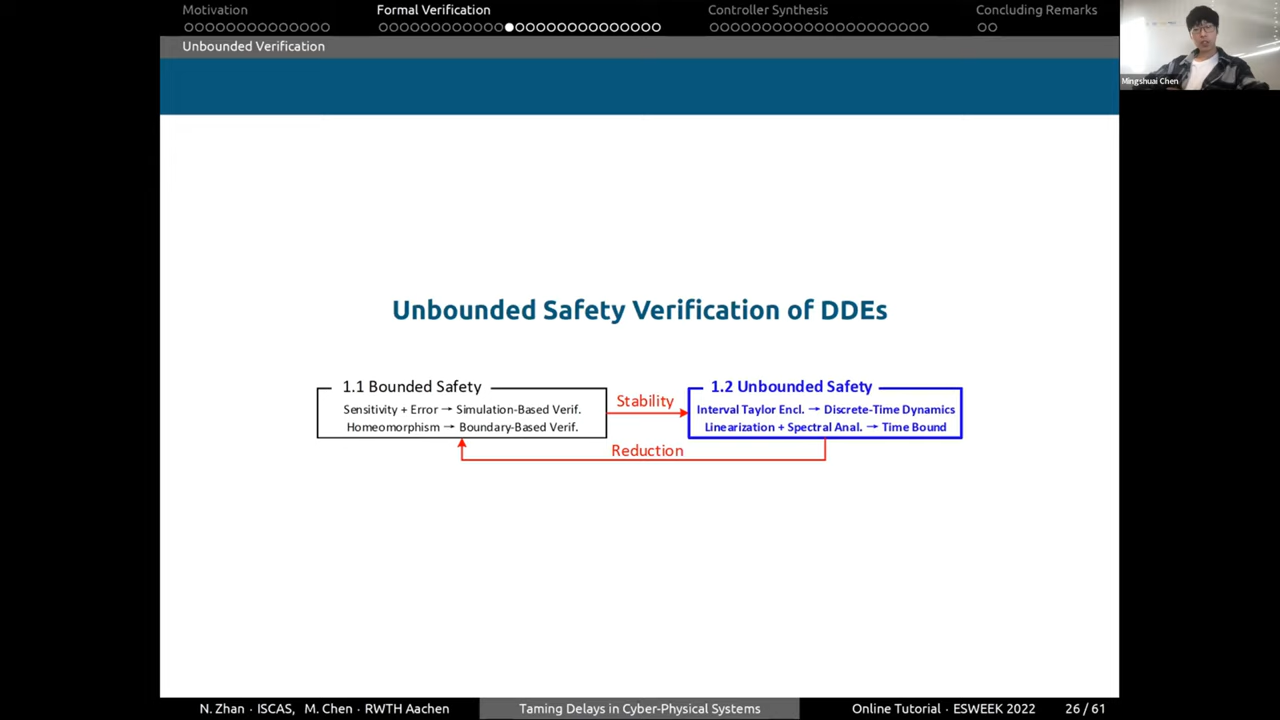 Motivation
Formal Verification
Controller Synthesis
Concluding Remarks
Mingshuai Chen
Unbounded Verification
Unbounded Safety Verification of DDEs
1.1 Bounded Safety
Sensitivity + Error → Simulation-Based Verif.
Homeomorphism → Boundary-Based Verif.
Stability
1.2 Unbounded Safety
Interval Taylor Encl. → Discrete-Time Dynamics
Linearization + Spectral Anal. → Time Bound
Reduction
N. Zhan · ISCAS, M. Chen · RWTH Aachen
Taming Delays in Cyber-Physical Systems
Online Tutorial · ESWEEK 2022
26 / 61